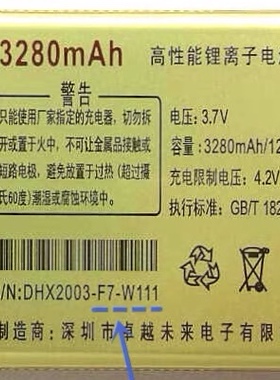 3280mAh 高性能锂离子电
警告
只能使用厂家指定的充电器，切勿拆
开或置于火中，不可让金属品接触或
短路电极，避免放置于过热（超过摄
氏60度）潮湿或腐蚀环境中。
电压：3.7V
容量：3280mAh/12
充电限制电压：4.2V
执行标准：GB/T 182
/N:DHX2003-F7-W111
制造商：深圳市卓越未来电子有限